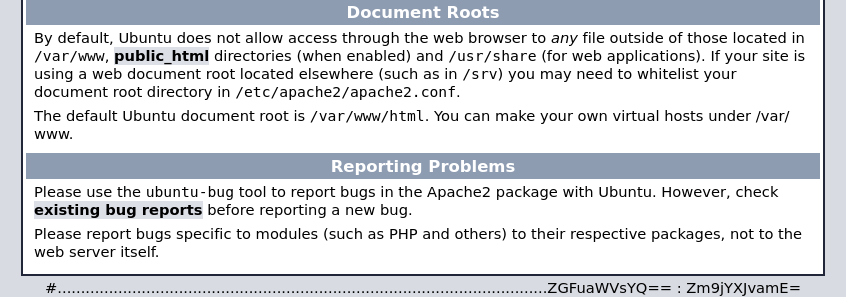 Document Roots
By default, Ubuntu does not allow access through the web browser to any file outside of those located in
/var/www, public_html directories (when enabled) and /usr/share (for web applications). If your site is
using a web document root located elsewhere (such as in /srv) you may need to whitelist your
document root directory in /etc/apache2/apache2.conf.
The default Ubuntu document root is /var/www/html. You can make your own virtual hosts under /var/
www.
Reporting Problems
Please use the ubuntu-bug tool to report bugs in the Apache2 package with Ubuntu. However, check
existing bug reports before reporting a new bug.
Please report bugs specific to modules (such as PHP and others) to their respective packages, not to the
web server itself.
#..........................................................................................................ZGFuaWVsYQ== : Zm9jYXJvamE=